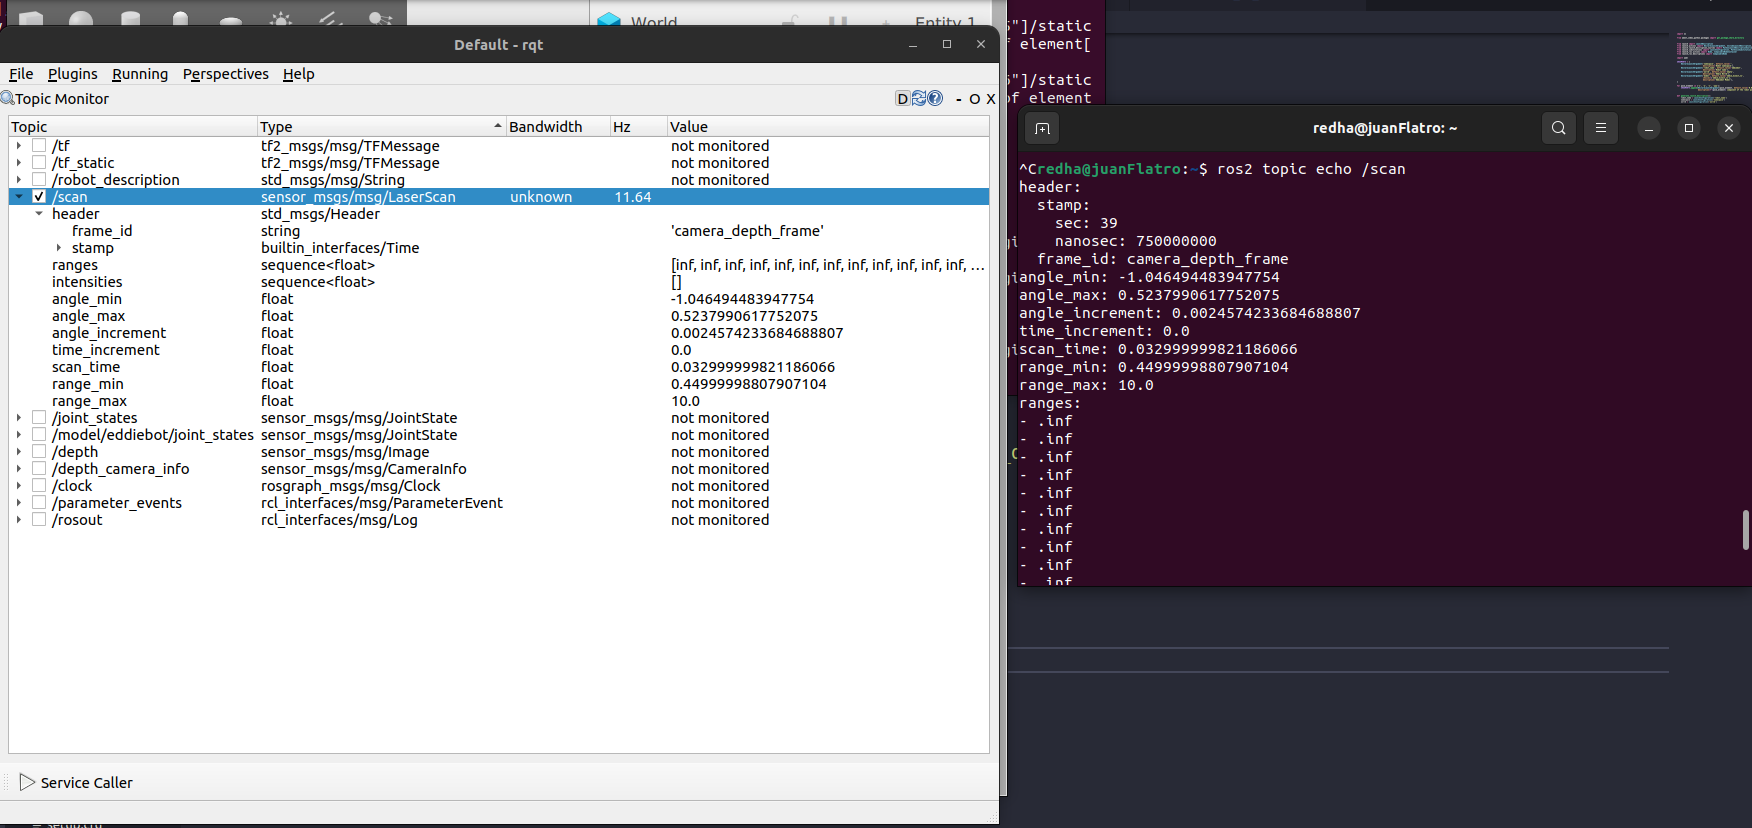 World
Entity 1
Default - rqt
File Plugins Running Perspectives Help
Topic Monitor
D - O X
Topic Type Bandwidth Hz Value
/tf tf2_msgs/msg/TFMessage not monitored
/tf_static tf2_msgs/msg/TFMessage not monitored
/robot_description std_msgs/msg/String not monitored
/scan sensor_msgs/msg/LaserScan unknown 11.64
header std_msgs/Header
frame_id string 'camera_depth_frame'
stamp builtin_interfaces/Time
ranges sequence<float> [inf, inf, inf, inf, inf, inf, inf, inf, inf, inf, inf, inf, ...
intensities sequence<float> []
angle_min float -1.046494483947754
angle_max float 0.5237990617752075
angle_increment float 0.0024574233684688807
time_increment float 0.0
scan_time float 0.032999999821186066
range_min float 0.44999998807907104
range_max float 10.0
/joint_states sensor_msgs/msg/JointState not monitored
/model/eddiebot/joint_states sensor_msgs/msg/JointState not monitored
/depth sensor_msgs/msg/Image not monitored
/depth_camera_info sensor_msgs/msg/CameraInfo not monitored
/clock rosgraph_msgs/msg/Clock not monitored
/parameter_events rcl_interfaces/msg/ParameterEvent not monitored
/rosout rcl_interfaces/msg/Log not monitored
Service Caller
"]/static
element[
"]/static
of element
redha@juanFlatro: ~
^Credha@juanFlatro:~$ ros2 topic echo /scan
header:
stamp:
sec: 39
nanosec: 750000000
frame_id: camera_depth_frame
angle_min: -1.046494483947754
angle_max: 0.5237990617752075
angle_increment: 0.0024574233684688807
time_increment: 0.0
scan_time: 0.032999999821186066
range_min: 0.44999998807907104
range_max: 10.0
ranges:
- .inf
- .inf
- .inf
- .inf
- .inf
- .inf
- .inf
- .inf
- .inf
- .inf